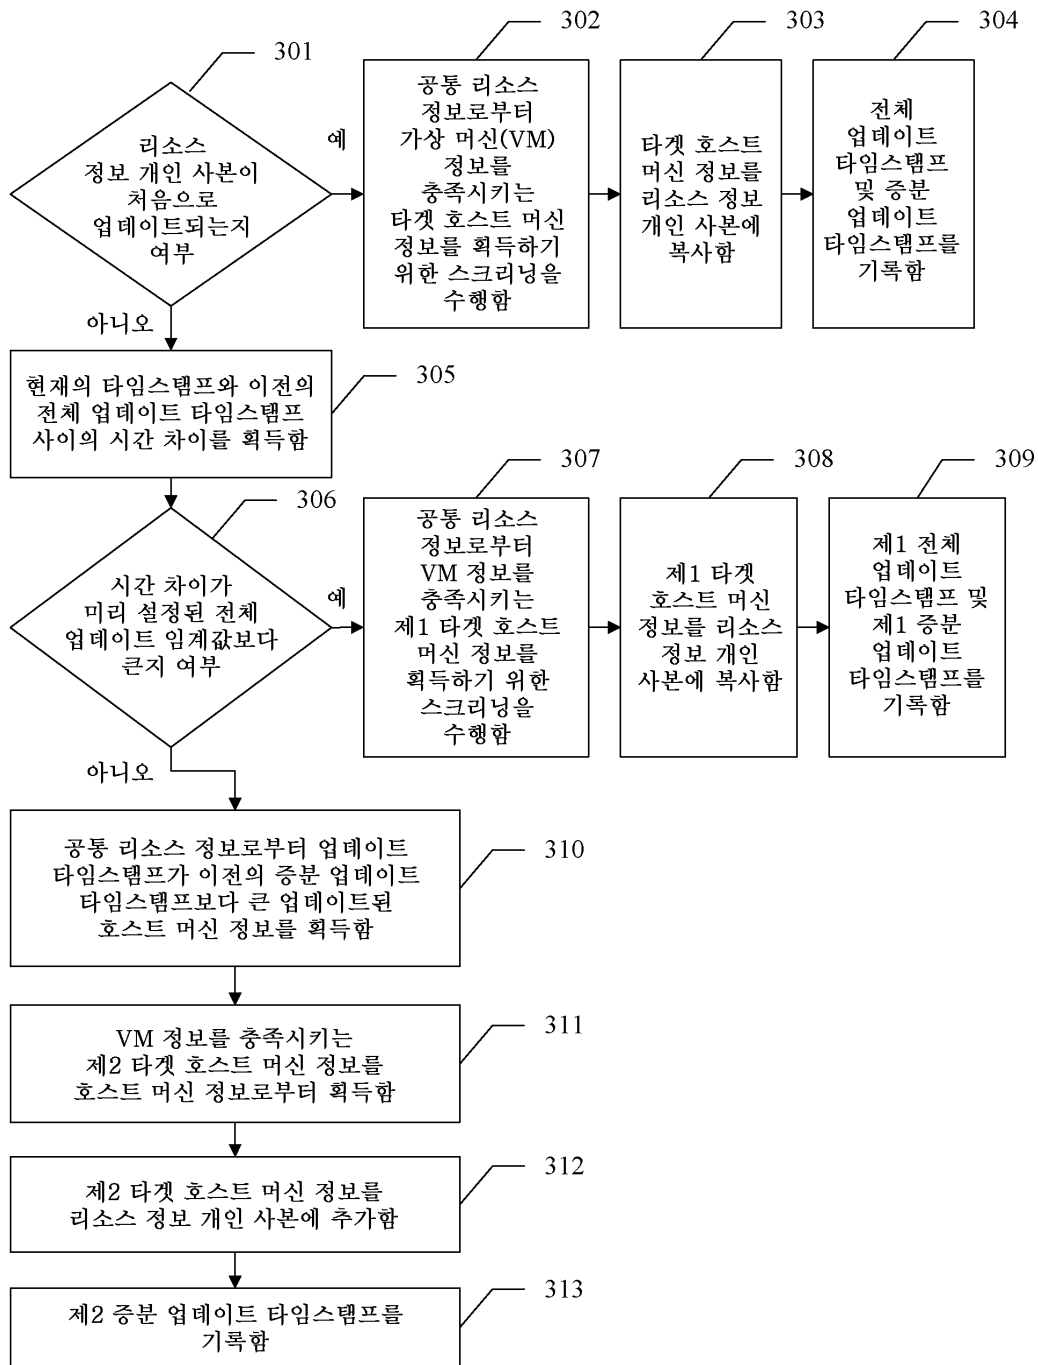 301
리소스
정보 개인 사본이
처음으로
업데이트되는지
여부
예
아니오
302
공통 리소스
정보로부터
가상 머신(VM)
정보를
충족시키는
타겟 호스트 머신
정보를 획득하기
위한 스크리닝을
수행함
303
타겟 호스트
머신 정보를
리소스 정보
개인 사본에
복사함
304
전체
업데이트
타임스탬프
및 증분
업데이트
타임스탬프를
기록함
305
현재의 타임스탬프와 이전의
전체 업데이트 타임스탬프
사이의 시간 차이를 획득함
306
시간 차이가
미리 설정된 전체
업데이트 임계값보다
큰지 여부
예
아니오
307
공통 리소스
정보로부터
VM 정보를
충족시키는
제1 타겟 호스트
머신 정보를
획득하기 위한
스크리닝을
수행함
308
제1 타겟
호스트 머신
정보를 리소스
정보 개인
사본에 복사함
309
제1 전체
업데이트
타임스탬프 및
제1 증분
업데이트
타임스탬프를
기록함
310
공통 리소스 정보로부터 업데이트
타임스탬프가 이전의 증분 업데이트
타임스탬프보다 큰 업데이트된
호스트 머신 정보를 획득함
311
VM 정보를 충족시키는
제2 타겟 호스트 머신 정보를
호스트 머신 정보로부터 획득함
312
제2 타겟 호스트 머신 정보를
리소스 정보 개인 사본에 추가함
313
제2 증분 업데이트 타임스탬프를
기록함